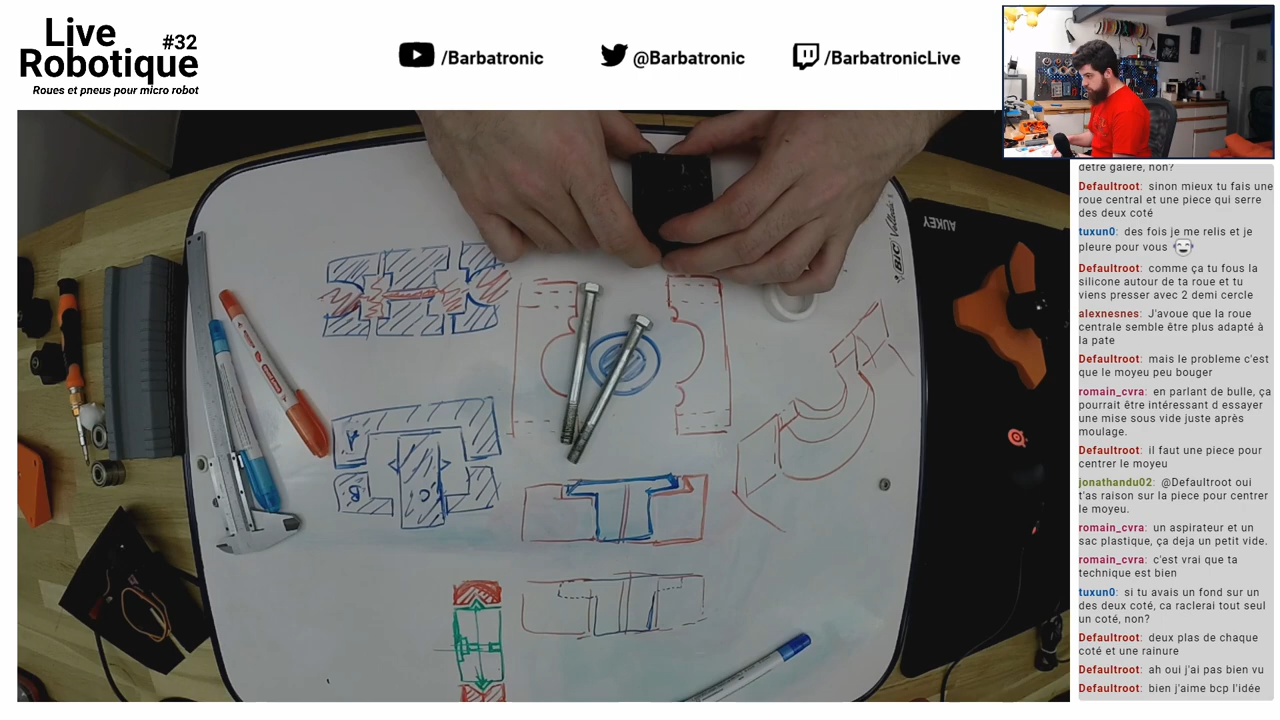 Live
Robotique #32
Roues et pneus pour micro robot
/Barbatronic
@Barbatronic
/BarbatronicLive
AUKEY
BIC Velleda
A
B
C
detre galere, non?
Defaultroot: sinon mieux tu fais une
roue central et une piece qui serre
des deux coté
tuxun0: des fois je me relis et je
pleure pour vous
Defaultroot: comme ça tu fous la
silicone autour de ta roue et tu
viens presser avec 2 demi cercle
alexnesnes: J'avoue que la roue
centrale semble être plus adapté à
la pate
Defaultroot: mais le probleme c'est
que le moyeu peu bouger
romain_cvra: en parlant de bulle, ça
pourrait être intéressant d essayer
une mise sous vide juste après
moulage.
Defaultroot: il faut une piece pour
centrer le moyeu
jonathandu02: @Defaultroot oui
t'as raison sur la piece pour centrer
le moyeu.
romain_cvra: un aspirateur et un
sac plastique, ça deja un petit vide.
romain_cvra: c'est vrai que ta
technique est bien
tuxun0: si tu avais un fond sur un
des deux coté, ca raclerai tout seul
un coté, non?
Defaultroot: deux plas de chaque
coté et une rainure
Defaultroot: ah oui j'ai pas bien vu
Defaultroot: bien j'aime bcp l'idée